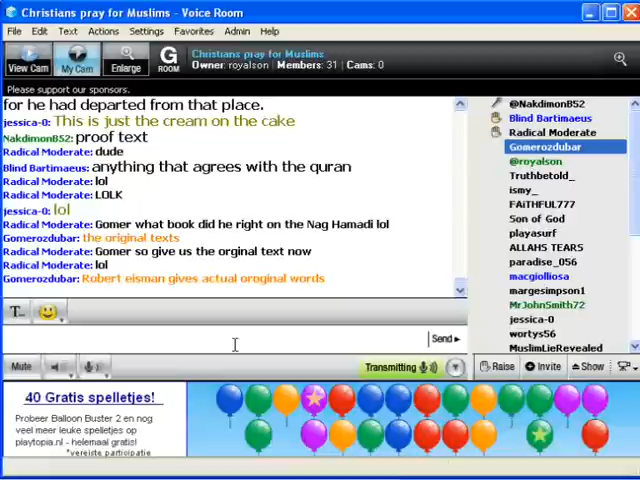 Christians pray for Muslims - Voice Room
File Edit Text Actions Settings Favorites Admin Help
View Cam My Cam Enlarge G ROOM
Christians pray for Muslims
Owner: royalson | Members: 31 | Cams: 0
Please support our sponsors.
for he had departed from that place.
jessica-0: This is just the cream on the cake
NakdimonB52: proof text
Radical Moderate: dude
Blind Bartimaeus: anything that agrees with the quran
Radical Moderate: lol
Radical Moderate: LOLK
jessica-0: lol
Radical Moderate: Gomer what book did he right on the Nag Hamadi lol
Gomerozdubar: the original texts
Radical Moderate: Gomer so give us the orginal text now
Radical Moderate: lol
Gomerozdubar: Robert eisman gives actual oroginal words
@NakdimonB52
Blind Bartimaeus
Radical Moderate
Gomerozdubar
@royalson
Truthbetold_
ismy_
FAiTHFUL777
Son of God
playasurf
ALLAHS TEAR5
paradise_056
macgiolliosa
margesimpson1
MrJohnSmith72
jessica-0
wortys56
MuslimLieRevealed
T...
Send
Mute
Transmitting
Raise Invite Show
40 Gratis spelletjes!
Probeer Balloon Buster 2 en nog
veel meer leuke spelletjes op
playtopia.nl - helemaal gratis!
*verplichte participatie